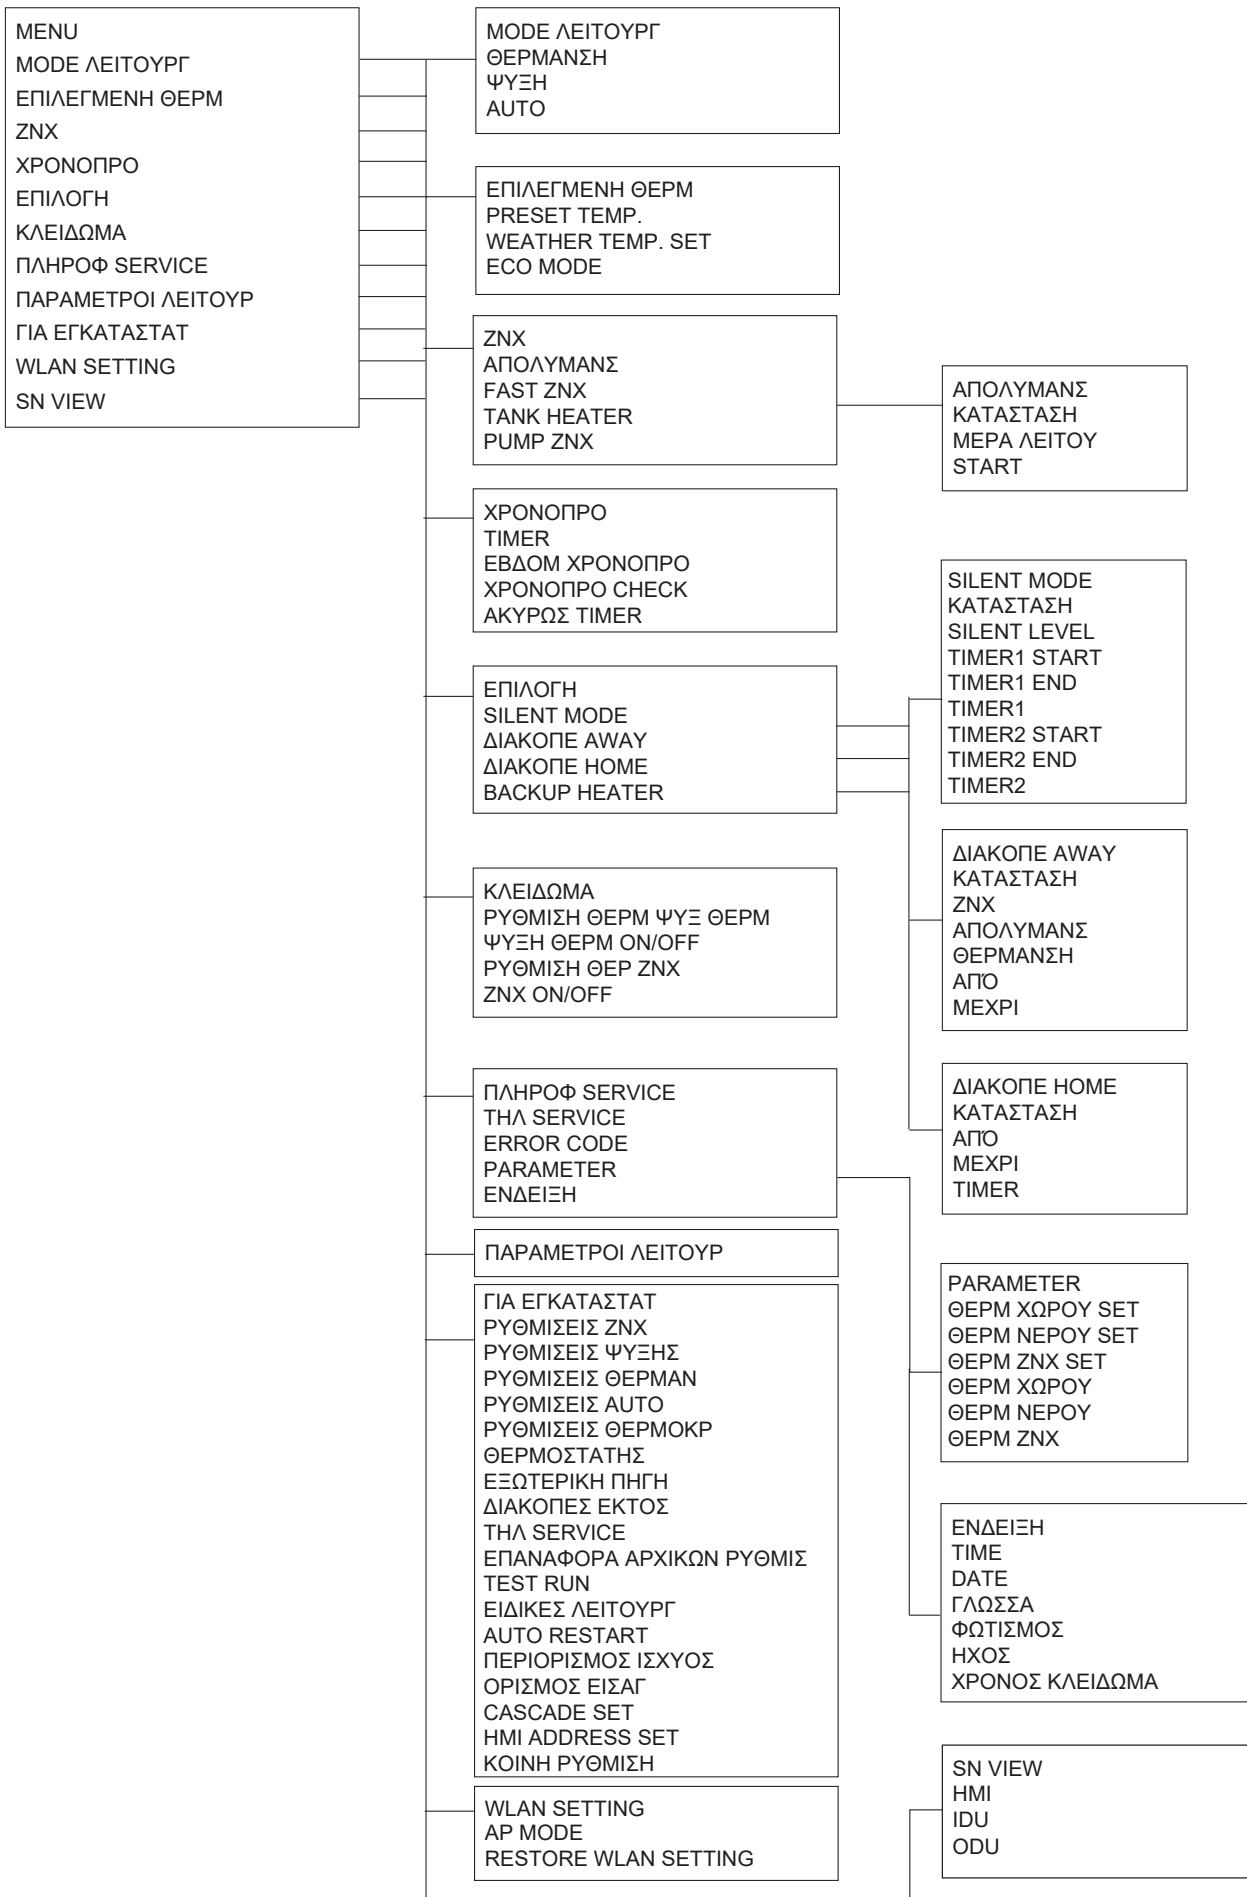 MENU
MODE ΛΕΙΤΟΥΡΓ
ΕΠΙΛΕΓΜΕΝΗ ΘΕΡΜ
ΖΝΧ
ΧΡΟΝΟΠΡΟ
ΕΠΙΛΟΓΗ
ΚΛΕΙΔΩΜΑ
ΠΛΗΡΟΦ SERVICE
ΠΑΡΑΜΕΤΡΟΙ ΛΕΙΤΟΥΡ
ΓΙΑ ΕΓΚΑΤΑΣΤΑΤ
WLAN SETTING
SN VIEW
MODE ΛΕΙΤΟΥΡΓ
ΘΕΡΜΑΝΣΗ
ΨΥΞΗ
AUTO
ΕΠΙΛΕΓΜΕΝΗ ΘΕΡΜ
PRESET TEMP.
WEATHER TEMP. SET
ECO MODE
ΖΝΧ
ΑΠΟΛΥΜΑΝΣ
FAST ΖΝΧ
TANK HEATER
PUMP ΖΝΧ
ΑΠΟΛΥΜΑΝΣ
ΚΑΤΑΣΤΑΣΗ
ΜΕΡΑ ΛΕΙΤΟΥ
START
ΧΡΟΝΟΠΡΟ
TIMER
ΕΒΔΟΜ ΧΡΟΝΟΠΡΟ
ΧΡΟΝΟΠΡΟ CHECK
ΑΚΥΡΩΣ TIMER
ΕΠΙΛΟΓΗ
SILENT MODE
ΔΙΑΚΟΠΕ AWAY
ΔΙΑΚΟΠΕ HOME
BACKUP HEATER
SILENT MODE
ΚΑΤΑΣΤΑΣΗ
SILENT LEVEL
TIMER1 START
TIMER1 END
TIMER1
TIMER2 START
TIMER2 END
TIMER2
ΔΙΑΚΟΠΕ AWAY
ΚΑΤΑΣΤΑΣΗ
ΖΝΧ
ΑΠΟΛΥΜΑΝΣ
ΘΕΡΜΑΝΣΗ
ΑΠΌ
ΜΕΧΡΙ
ΔΙΑΚΟΠΕ HOME
ΚΑΤΑΣΤΑΣΗ
ΑΠΌ
ΜΕΧΡΙ
TIMER
ΚΛΕΙΔΩΜΑ
ΡΥΘΜΙΣΗ ΘΕΡΜ ΨΥΞ ΘΕΡΜ
ΨΥΞΗ ΘΕΡΜ ON/OFF
ΡΥΘΜΙΣΗ ΘΕΡ ΖΝΧ
ΖΝΧ ON/OFF
ΠΛΗΡΟΦ SERVICE
ΤΗΛ SERVICE
ERROR CODE
PARAMETER
ΕΝΔΕΙΞΗ
PARAMETER
ΘΕΡΜ ΧΩΡΟΥ SET
ΘΕΡΜ ΝΕΡΟΥ SET
ΘΕΡΜ ΖΝΧ SET
ΘΕΡΜ ΧΩΡΟΥ
ΘΕΡΜ ΝΕΡΟΥ
ΘΕΡΜ ΖΝΧ
ΕΝΔΕΙΞΗ
TIME
DATE
ΓΛΩΣΣΑ
ΦΩΤΙΣΜΟΣ
ΗΧΟΣ
ΧΡΟΝΟΣ ΚΛΕΙΔΩΜΑ
ΠΑΡΑΜΕΤΡΟΙ ΛΕΙΤΟΥΡ
ΓΙΑ ΕΓΚΑΤΑΣΤΑΤ
ΡΥΘΜΙΣΕΙΣ ΖΝΧ
ΡΥΘΜΙΣΕΙΣ ΨΥΞΗΣ
ΡΥΘΜΙΣΕΙΣ ΘΕΡΜΑΝ
ΡΥΘΜΙΣΕΙΣ AUTO
ΡΥΘΜΙΣΕΙΣ ΘΕΡΜΟΚΡ
ΘΕΡΜΟΣΤΑΤΗΣ
ΕΞΩΤΕΡΙΚΗ ΠΗΓΗ
ΔΙΑΚΟΠΕΣ ΕΚΤΟΣ
ΤΗΛ SERVICE
ΕΠΑΝΑΦΟΡΑ ΑΡΧΙΚΩΝ ΡΥΘΜΙΣ
TEST RUN
ΕΙΔΙΚΕΣ ΛΕΙΤΟΥΡΓ
AUTO RESTART
ΠΕΡΙΟΡΙΣΜΟΣ ΙΣΧΥΟΣ
ΟΡΙΣΜΟΣ ΕΙΣΑΓ
CASCADE SET
HMI ADDRESS SET
ΚΟΙΝΗ ΡΥΘΜΙΣΗ
WLAN SETTING
AP MODE
RESTORE WLAN SETTING
SN VIEW
HMI
IDU
ODU